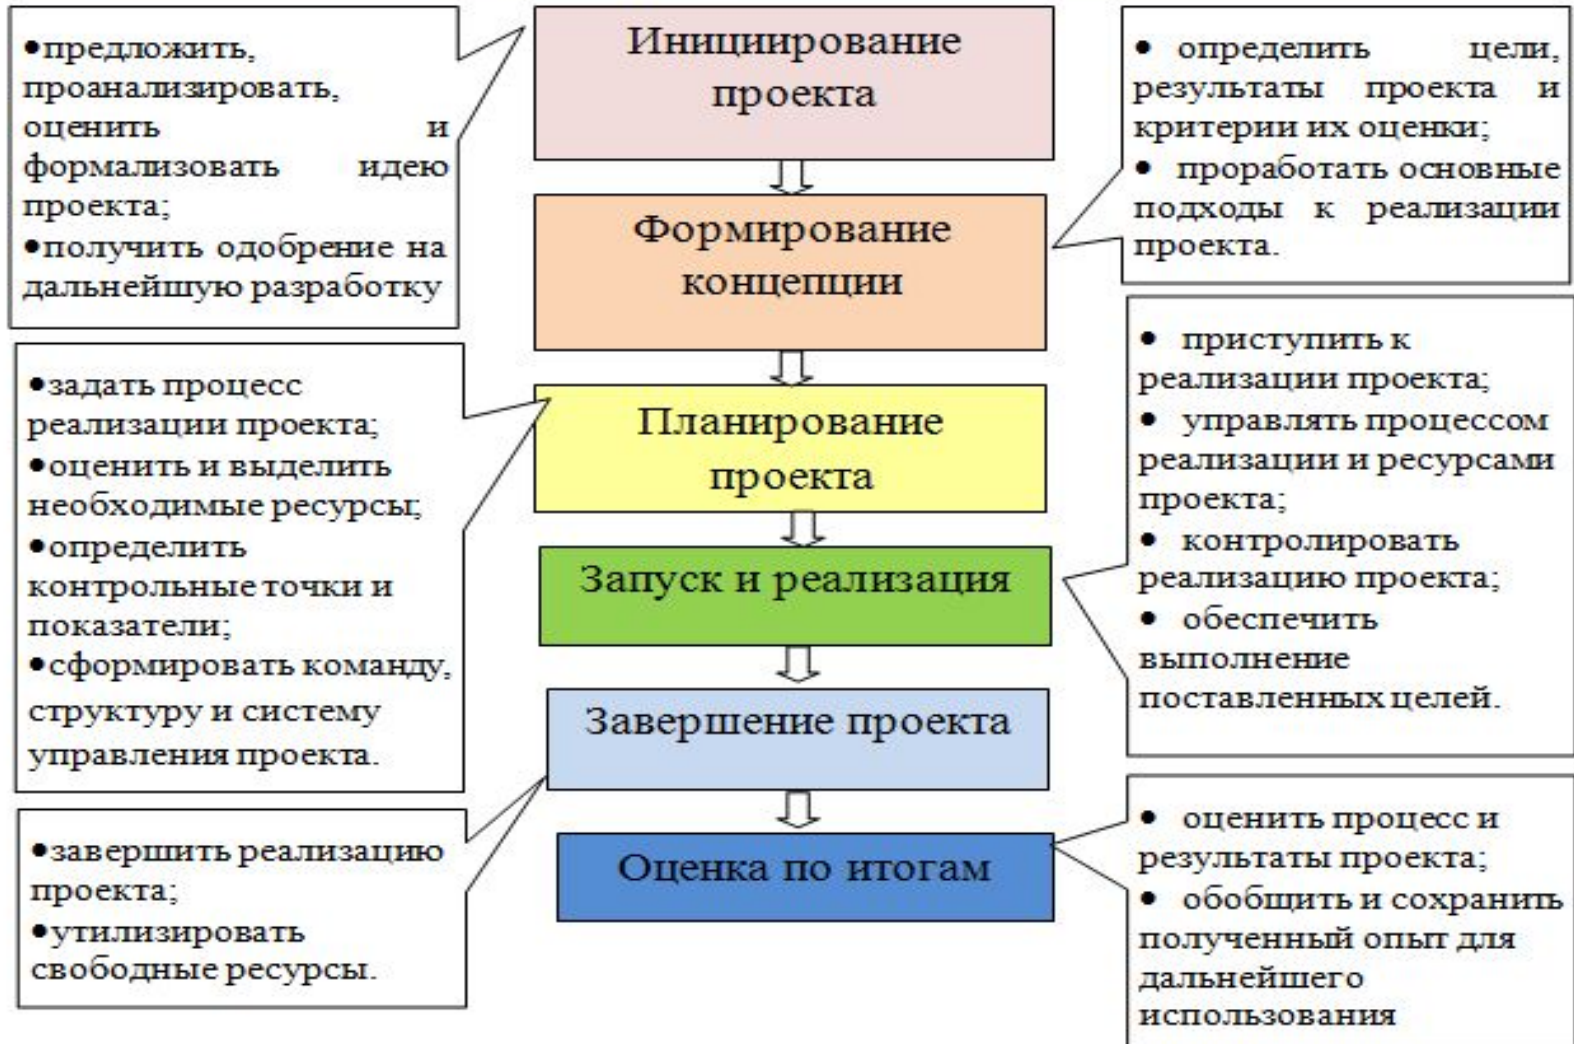 •предложить,
проанализировать,
оценить и
формализовать идею
проекта;
•получить одобрение на
дальнейшую разработку
Инициирование
проекта
• определить цели,
результаты проекта и
критерии их оценки;
• проработать основные
подходы к реализации
проекта.
Формирование
концепции
•задать процесс
реализации проекта;
•оценить и выделить
необходимые ресурсы;
•определить
контрольные точки и
показатели;
•сформировать команду,
структуру и систему
управления проекта.
Планирование
проекта
• приступить к
реализации проекта;
• управлять процессом
реализации и ресурсами
проекта;
• контролировать
реализацию проекта;
• обеспечить
выполнение
поставленных целей.
Запуск и реализация
Завершение проекта
•завершить реализацию
проекта;
•утилизировать
свободные ресурсы.
Оценка по итогам
• оценить процесс и
результаты проекта;
• обобщить и сохранить
полученный опыт для
дальнейшего
использования